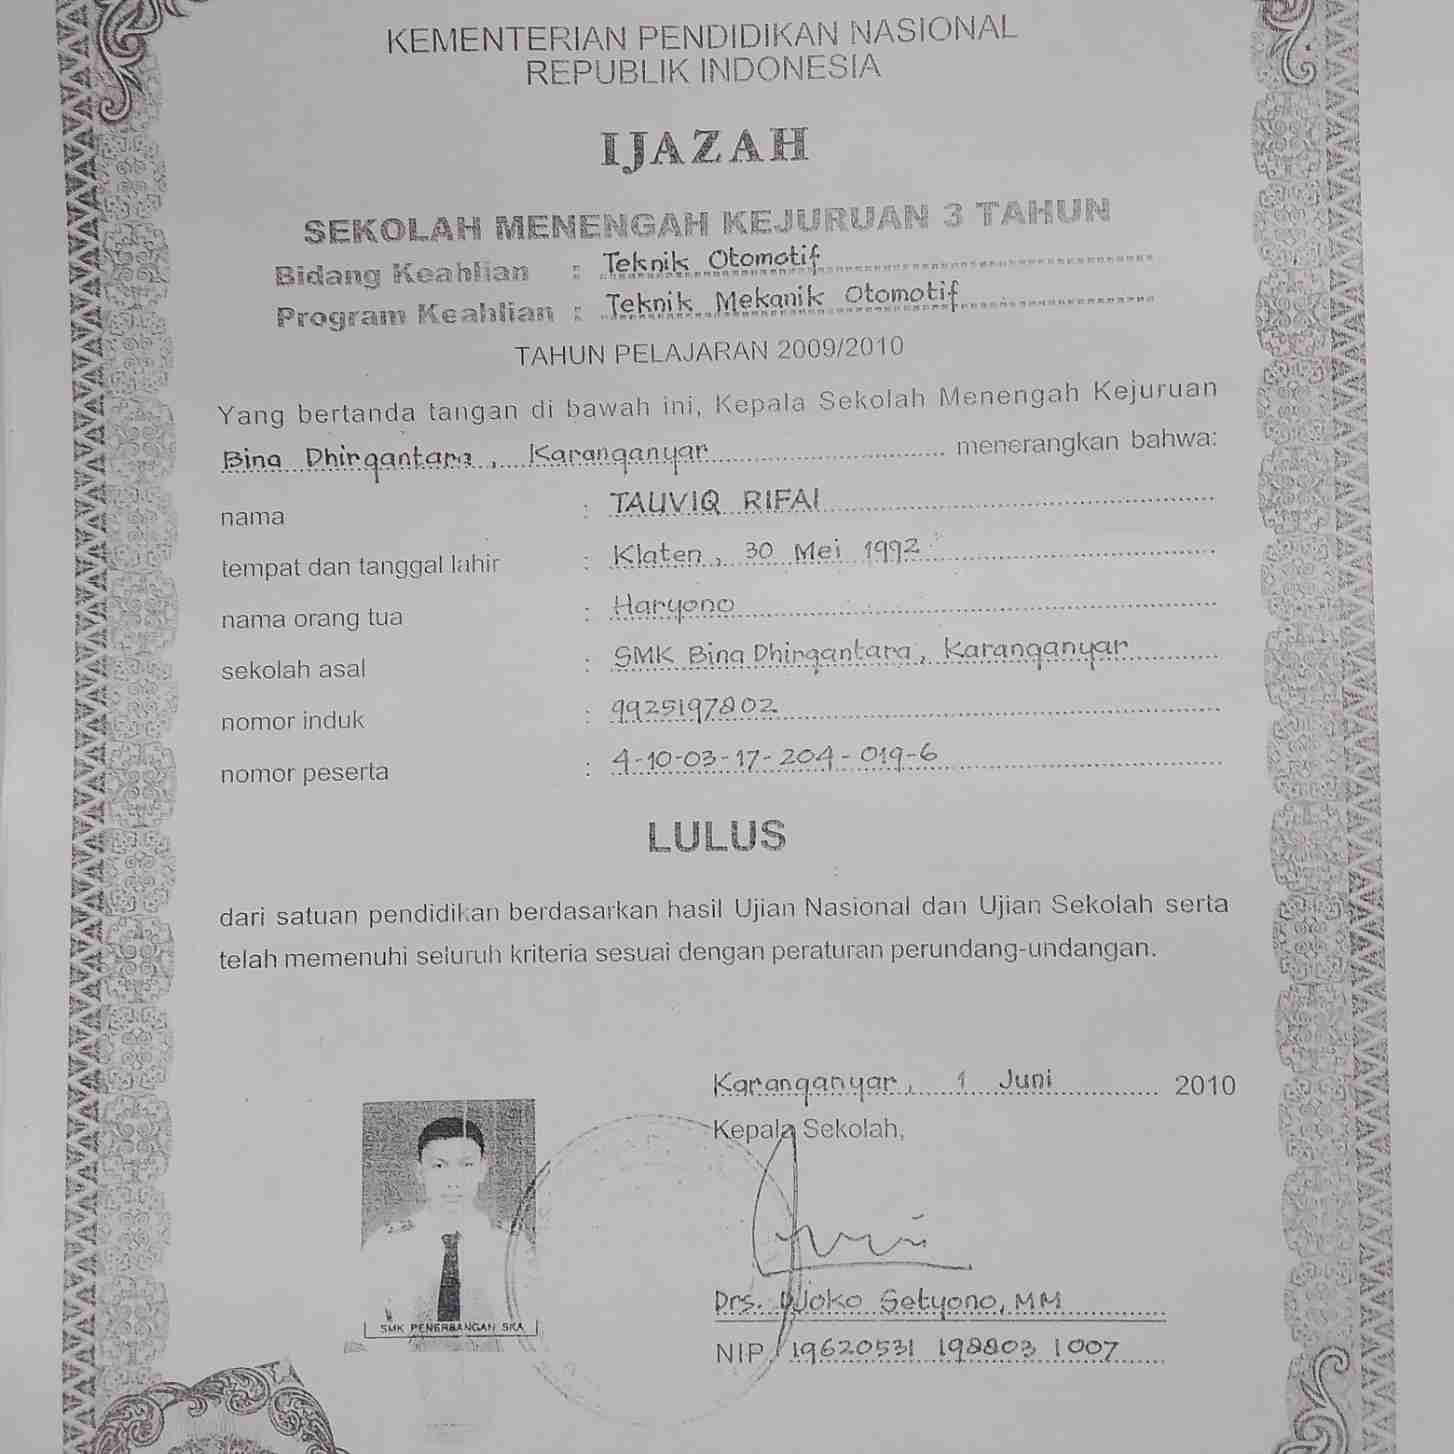 KEMENTERIAN PENDIDIKAN NASIONAL
REPUBLIK INDONESIA
IJAZAH
SEKOLAH MENENGAH KEJURUAN 3 TAHUN
Bidang Keahlian : Teknik Otomotif
Program Keahlian : Teknik Mekanik Otomotif
TAHUN PELAJARAN 2009/2010
Yang bertanda tangan di bawah ini, Kepala Sekolah Menengah Kejuruan
Bina Dhirgantara, Karanganyar menerangkan bahwa:
nama : TAUVIQ RIFAI
tempat dan tanggal lahir : Klaten, 30 Mei 1992
nama orang tua : Haryono
sekolah asal : SMK Bina Dhirgantara, Karanganyar
nomor induk : 9925197802
nomor peserta : 4-10-03-17-204-019-6
LULUS
dari satuan pendidikan berdasarkan hasil Ujian Nasional dan Ujian Sekolah serta
telah memenuhi seluruh kriteria sesuai dengan peraturan perundang-undangan.
Karanganyar, 1 Juni 2010
Kepala Sekolah,
SMK PENERBANGAN SKA
Drs. Djoko Setyono, MM
NIP 19620531 198803 1 007